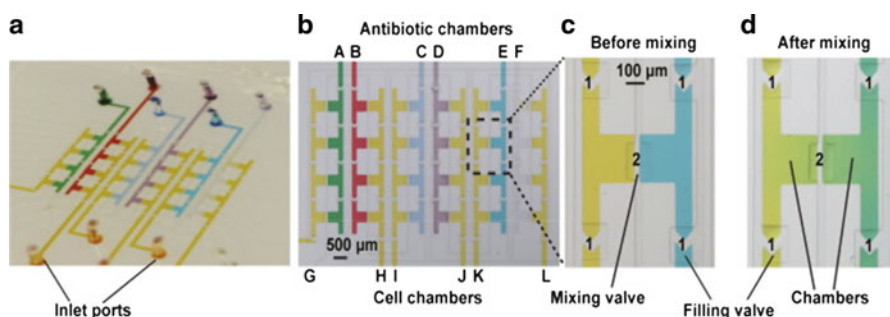 a
b
c
d
Antibiotic chambers
A B C D E F
Before mixing
After mixing
1 1 1 1
100 µm
2 2
500 µm
1 1 1 1
G H I J K L
Mixing valve
Chambers
Inlet ports
Cell chambers
Filling valve